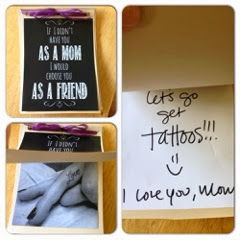 IF I DIDN'T
HAVE YOU
AS A MOM
I WOULD
CHOOSE YOU
AS A FRIEND
IF I DIDN'T
HAVE YOU
let's go
get
tattoos!!!
I love you, Mom